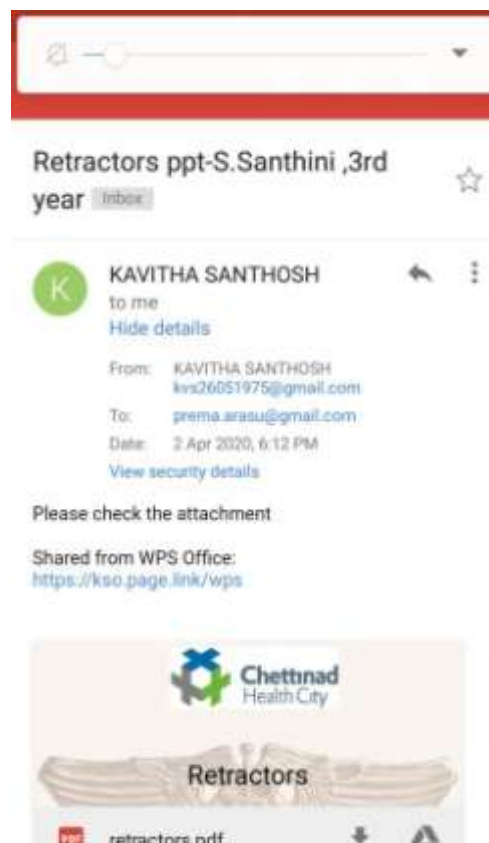 Retractors ppt-S.Santhini ,3rd
year Inbox
K
KAVITHA SANTHOSH
to me
Hide details
From: KAVITHA SANTHOSH
kvs26051975@gmail.com
To: prema.arasu@gmail.com
Date: 2 Apr 2020, 6:12 PM
View security details
Please check the attachment
Shared from WPS Office:
https://kso.page.link/wps
Chettinad
Health City
Retractors
PDF retractors.pdf